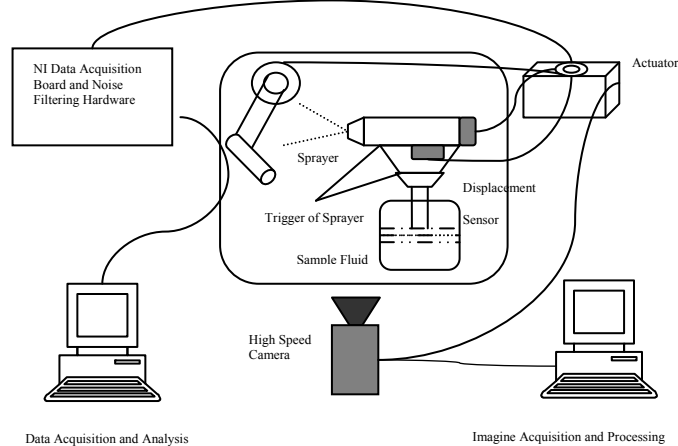 NI Data Acquisition
Board and Noise
Filtering Hardware
Actuator
Sprayer
Displacement
Sensor
Trigger of Sprayer
Sample Fluid
High Speed
Camera
Data Acquisition and Analysis
Imagine Acquisition and Processing